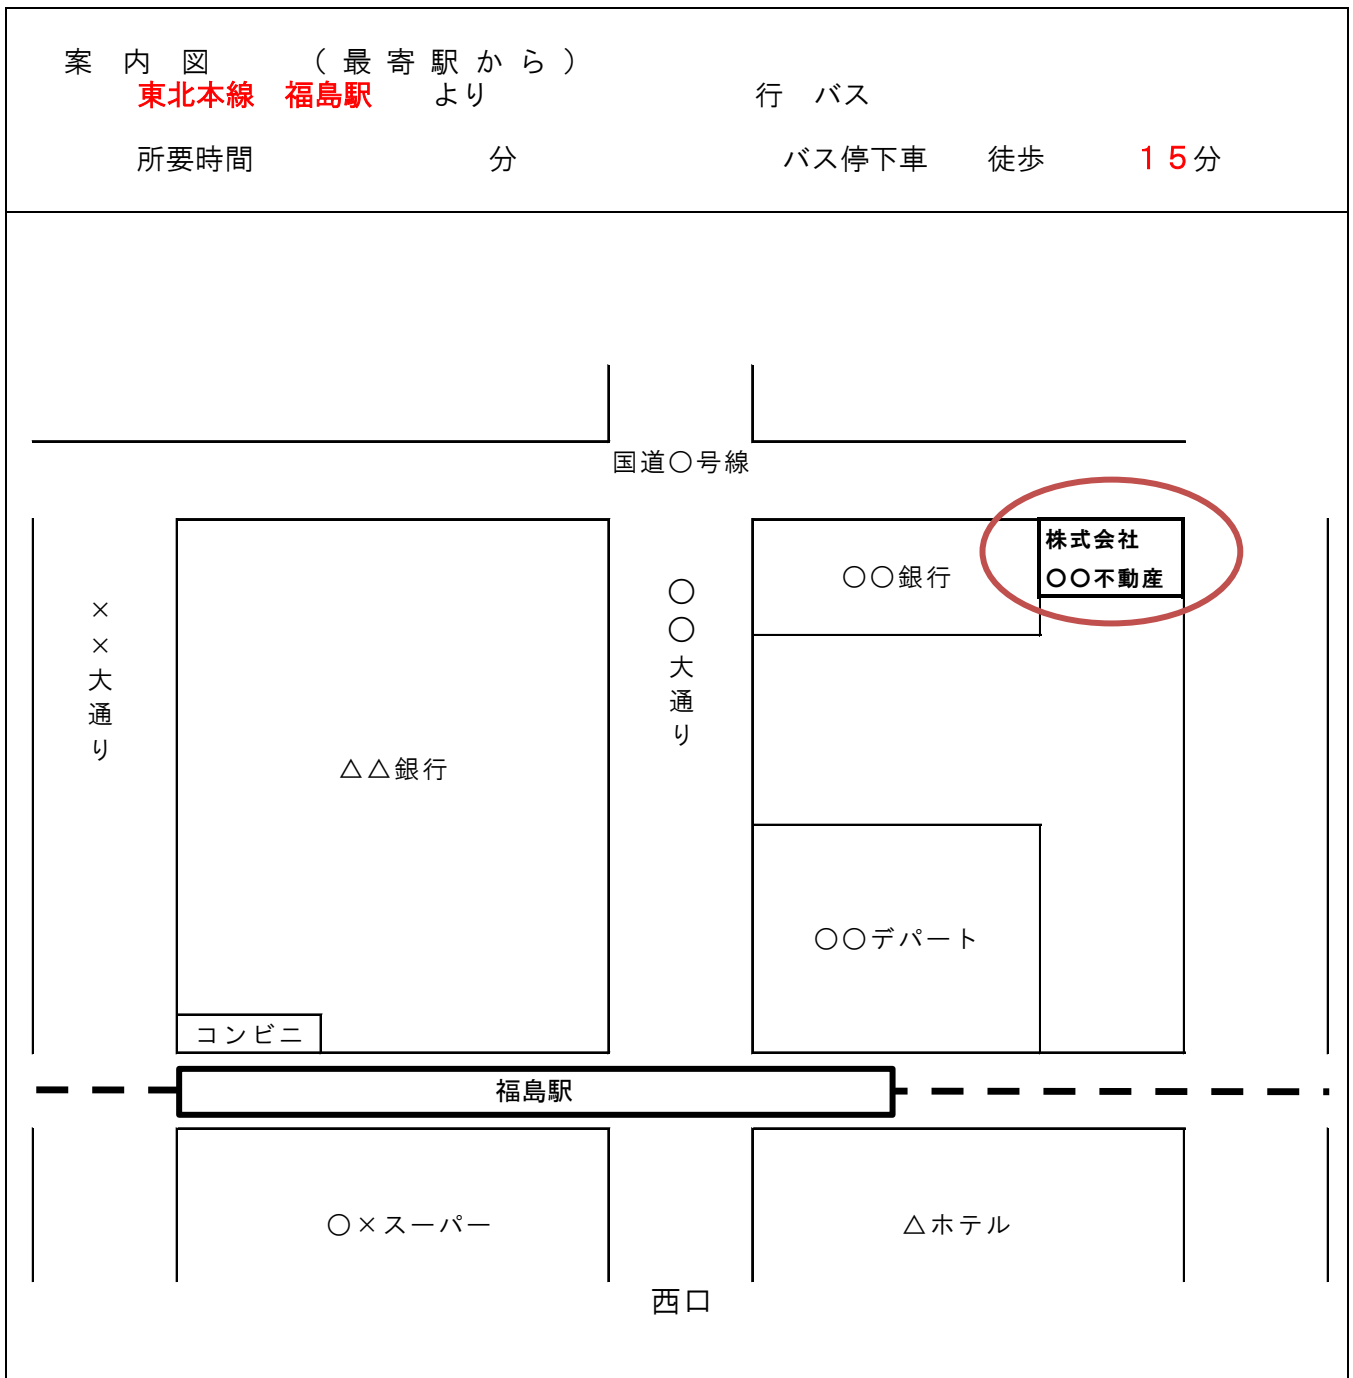 案内図　（最寄駅から）
東北本線　福島駅　より　行　バス
所要時間　分　バス停下車　徒歩　１５分
国道〇号線
株式会社
〇〇不動産
〇〇銀行
××大通り
〇〇大通り
△△銀行
〇〇デパート
コンビニ
福島駅
〇×スーパー
△ホテル
西口